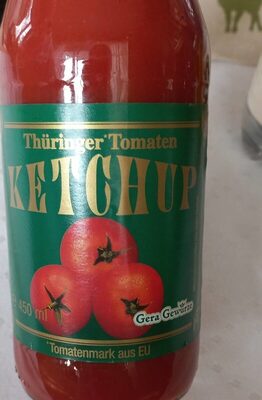 Thüringer Tomaten
KETCHUP
450 ml
Gera Gewürze
*Tomatenmark aus EU